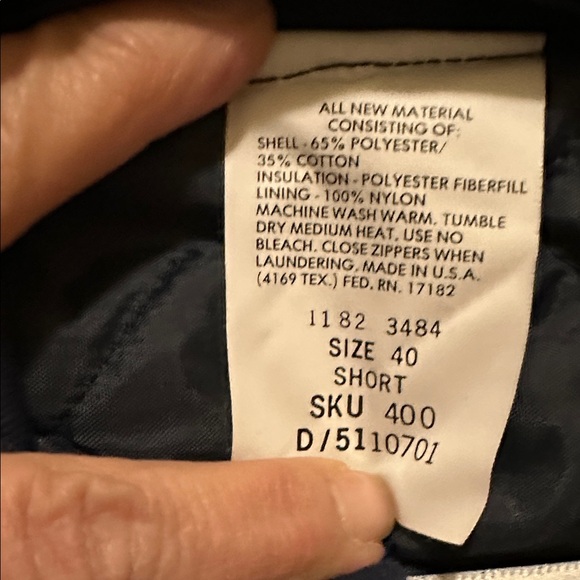 ALL NEW MATERIAL
CONSISTING OF:
SHELL - 65% POLYESTER/
35% COTTON
INSULATION - POLYESTER FIBERFILL
LINING - 100% NYLON
MACHINE WASH WARM. TUMBLE
DRY MEDIUM HEAT. USE NO
BLEACH. CLOSE ZIPPERS WHEN
LAUNDERING. MADE IN U.S.A.
(4169 TEX.) FED. RN. 17182
1182 3484
SIZE 40
SHORT
SKU 400
D/5110701